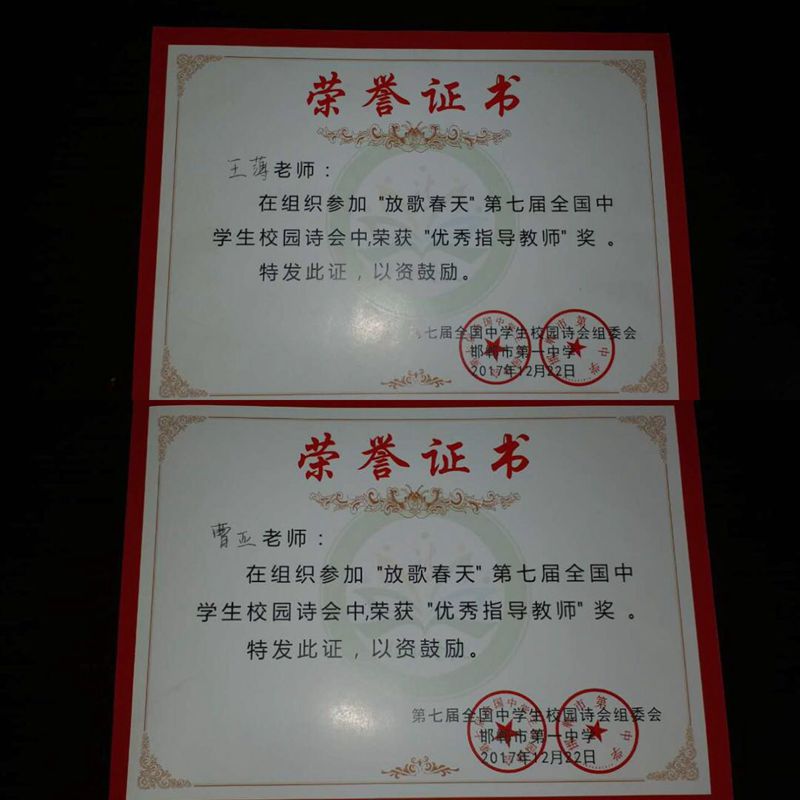 荣誉证书
王薄老师：
在组织参加 "放歌春天" 第七届全国中
学生校园诗会中,荣获 "优秀指导教师" 奖 。
特发此证，以资鼓励。
七届全国中学生校园诗会组委会
邯郸市第一中学
2017年12月22日
荣誉证书
曹亚老师：
在组织参加 "放歌春天" 第七届全国中
学生校园诗会中,荣获 "优秀指导教师" 奖 。
特发此证，以资鼓励。
第七届全国中学生校园诗会组委会
邯郸市第一中学
2017年12月22日